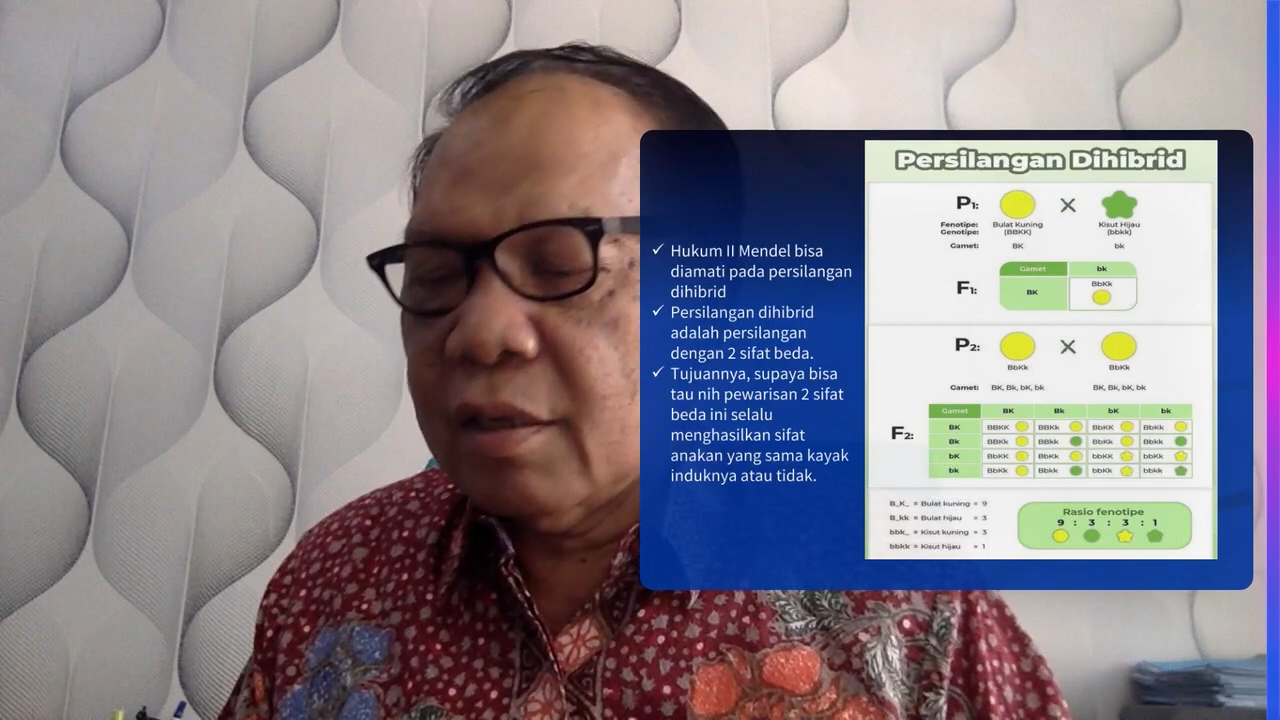 ✓ Hukum II Mendel bisa
diamati pada persilangan
dihibrid
✓ Persilangan dihibrid
adalah persilangan
dengan 2 sifat beda.
✓ Tujuannya, supaya bisa
tau nih pewarisan 2 sifat
beda ini selalu
menghasilkan sifat
anakan yang sama kayak
induknya atau tidak.
Persilangan Dihibrid
P1: ×
Fenotipe: Bulat Kuning Kisut Hijau
Genotipe: (BBKK) (bbkk)
Gamet: BK bk
F1:
Gamet bk
BK BbKk
P2: ×
BbKk BbKk
Gamet: BK, Bk, bK, bk BK, Bk, bK, bk
F2:
Gamet BK Bk bK bk
BK BBKK BBKk BbKK BbKk
Bk BBKk BBkk BbKk Bbkk
bK BbKK BbKk bbKK bbKk
bk BbKk Bbkk bbKk bbkk
B_K_ = Bulat kuning = 9
B_kk = Bulat hijau = 3
bbk_ = Kisut kuning = 3
bbkk = Kisut hijau = 1
Rasio fenotipe
9 : 3 : 3 : 1